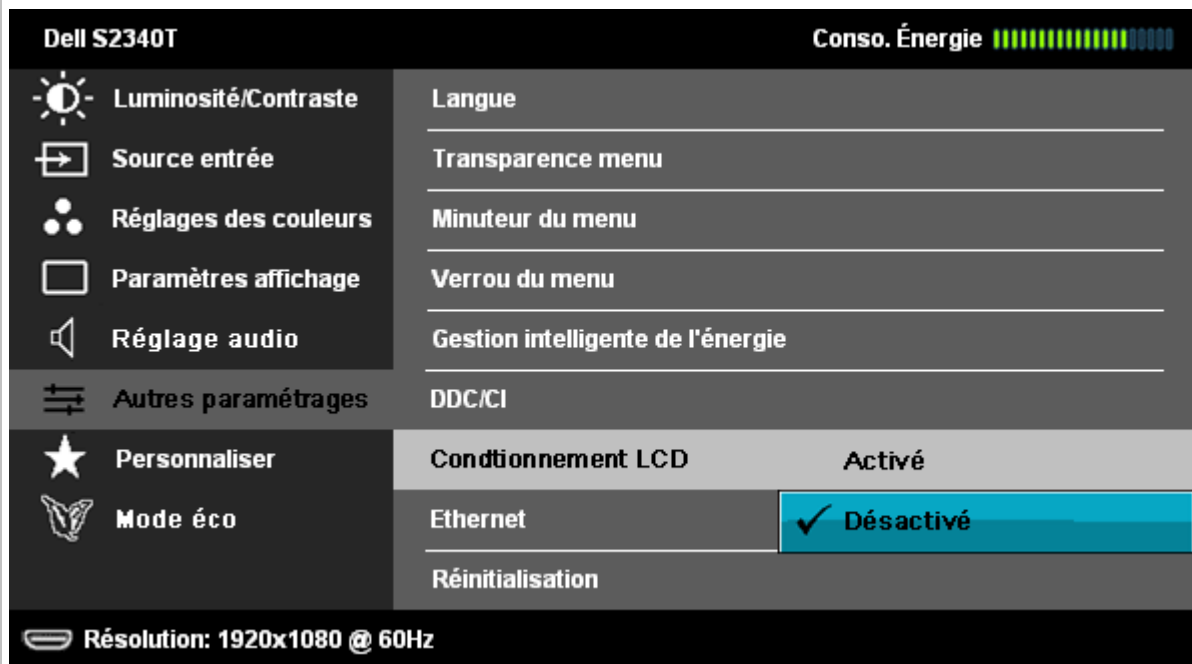 Dell S2340T
Conso. Énergie
Luminosité/Contraste
Source entrée
Réglages des couleurs
Paramètres affichage
Réglage audio
Autres paramétrages
Personnaliser
Mode éco
Langue
Transparence menu
Minuteur du menu
Verrou du menu
Gestion intelligente de l'énergie
DDC/CI
Condtionnement LCD
Activé
Ethernet
Désactivé
Réinitialisation
Résolution: 1920x1080 @ 60Hz